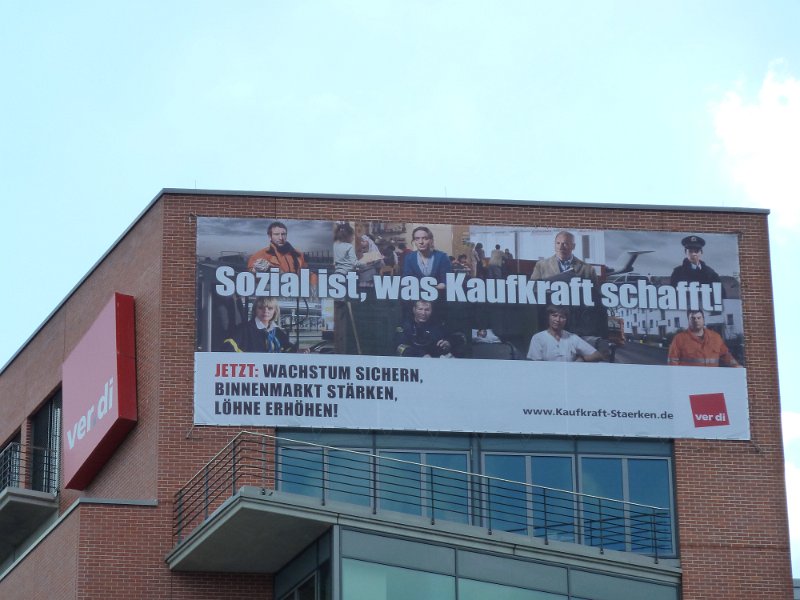 Sozial ist, was Kaufkraft schafft!
JETZT: WACHSTUM SICHERN,
BINNENMARKT STÄRKEN,
LÖHNE ERHÖHEN!
www.Kaufkraft-Staerken.de
ver di
ver di